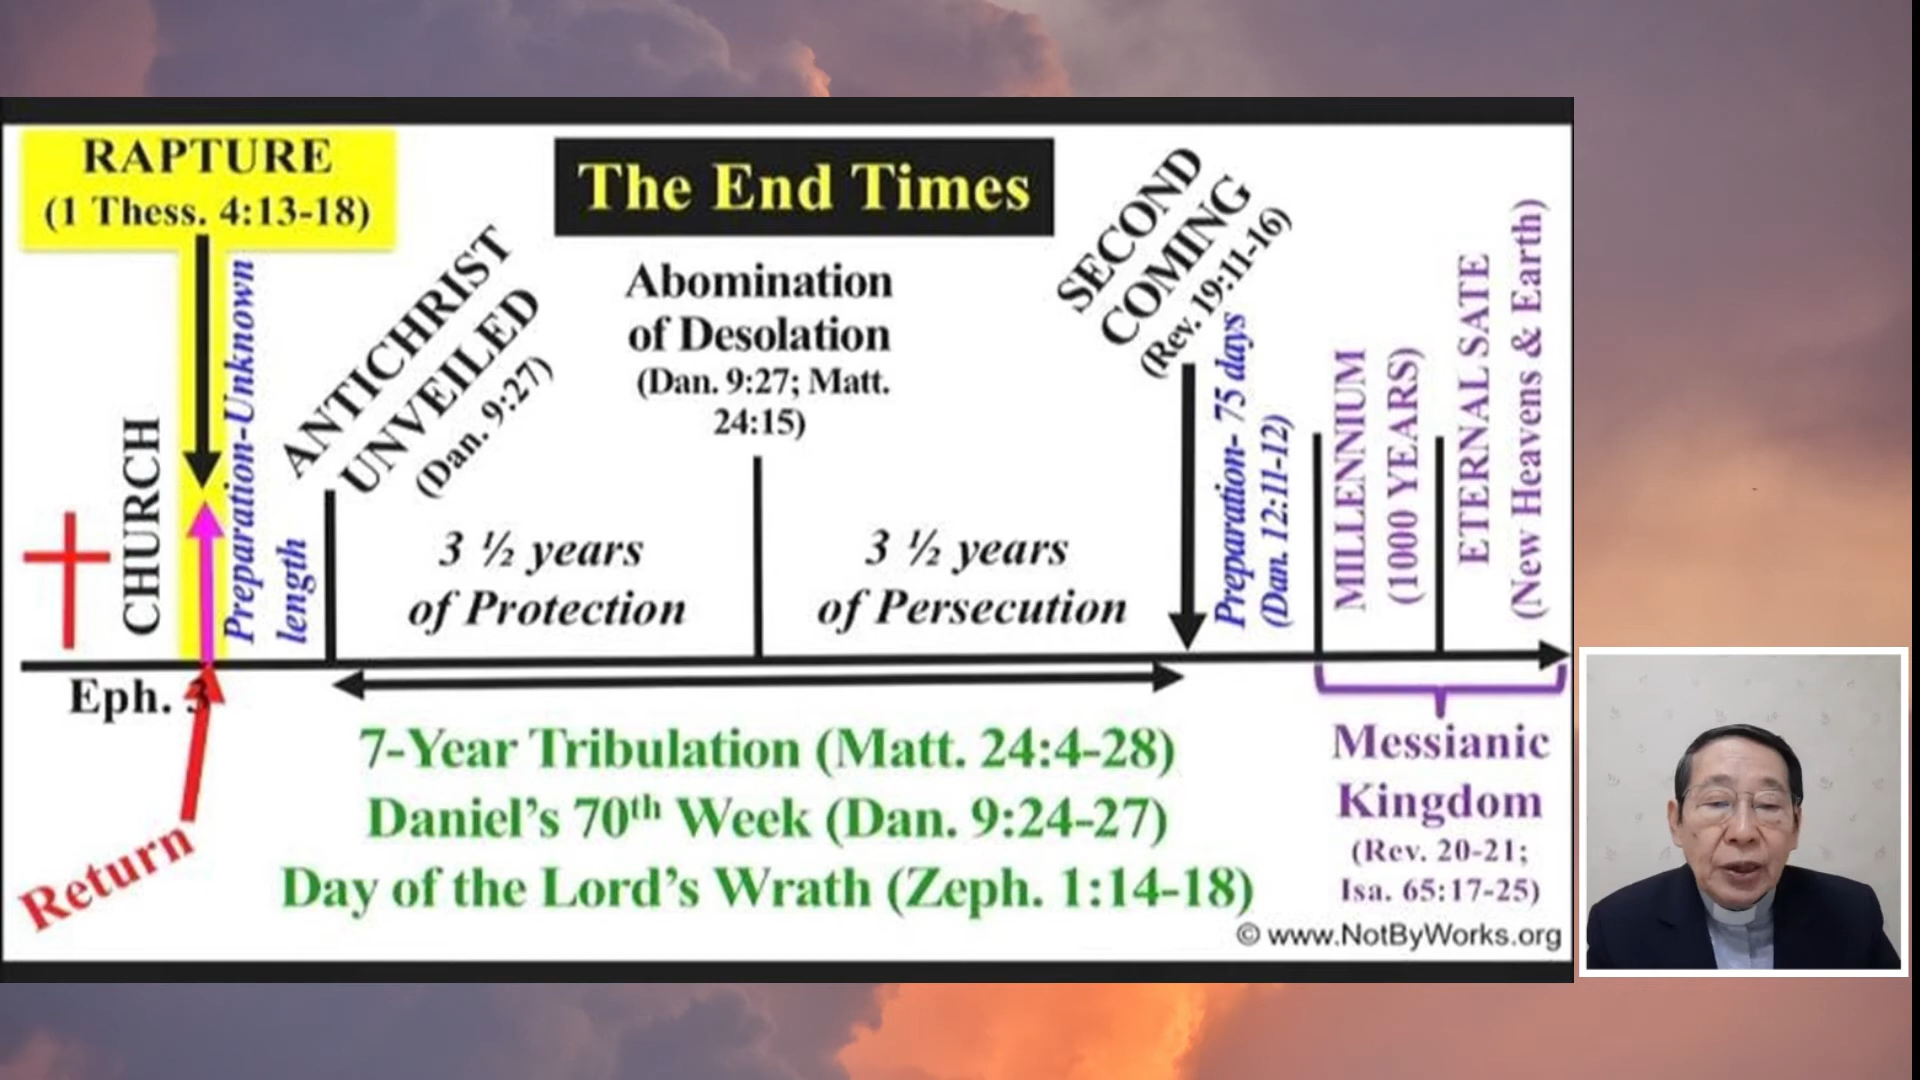 RAPTURE
(1 Thess. 4:13-18)
The End Times
CHURCH
Preparation-Unknown
length
ANTICHRIST
UNVEILED
(Dan. 9:27)
Abomination
of Desolation
(Dan. 9:27; Matt.
24:15)
SECOND
COMING
(Rev. 19:11-16)
Preparation- 75 days
(Dan. 12:11-12)
MILLENNIUM
(1000 YEARS)
ETERNAL SATE
(New Heavens & Earth)
3 ½ years
of Protection
3 ½ years
of Persecution
Eph. 3
Return
7-Year Tribulation (Matt. 24:4-28)
Daniel’s 70th Week (Dan. 9:24-27)
Day of the Lord’s Wrath (Zeph. 1:14-18)
Messianic
Kingdom
(Rev. 20-21;
Isa. 65:17-25)
© www.NotByWorks.org